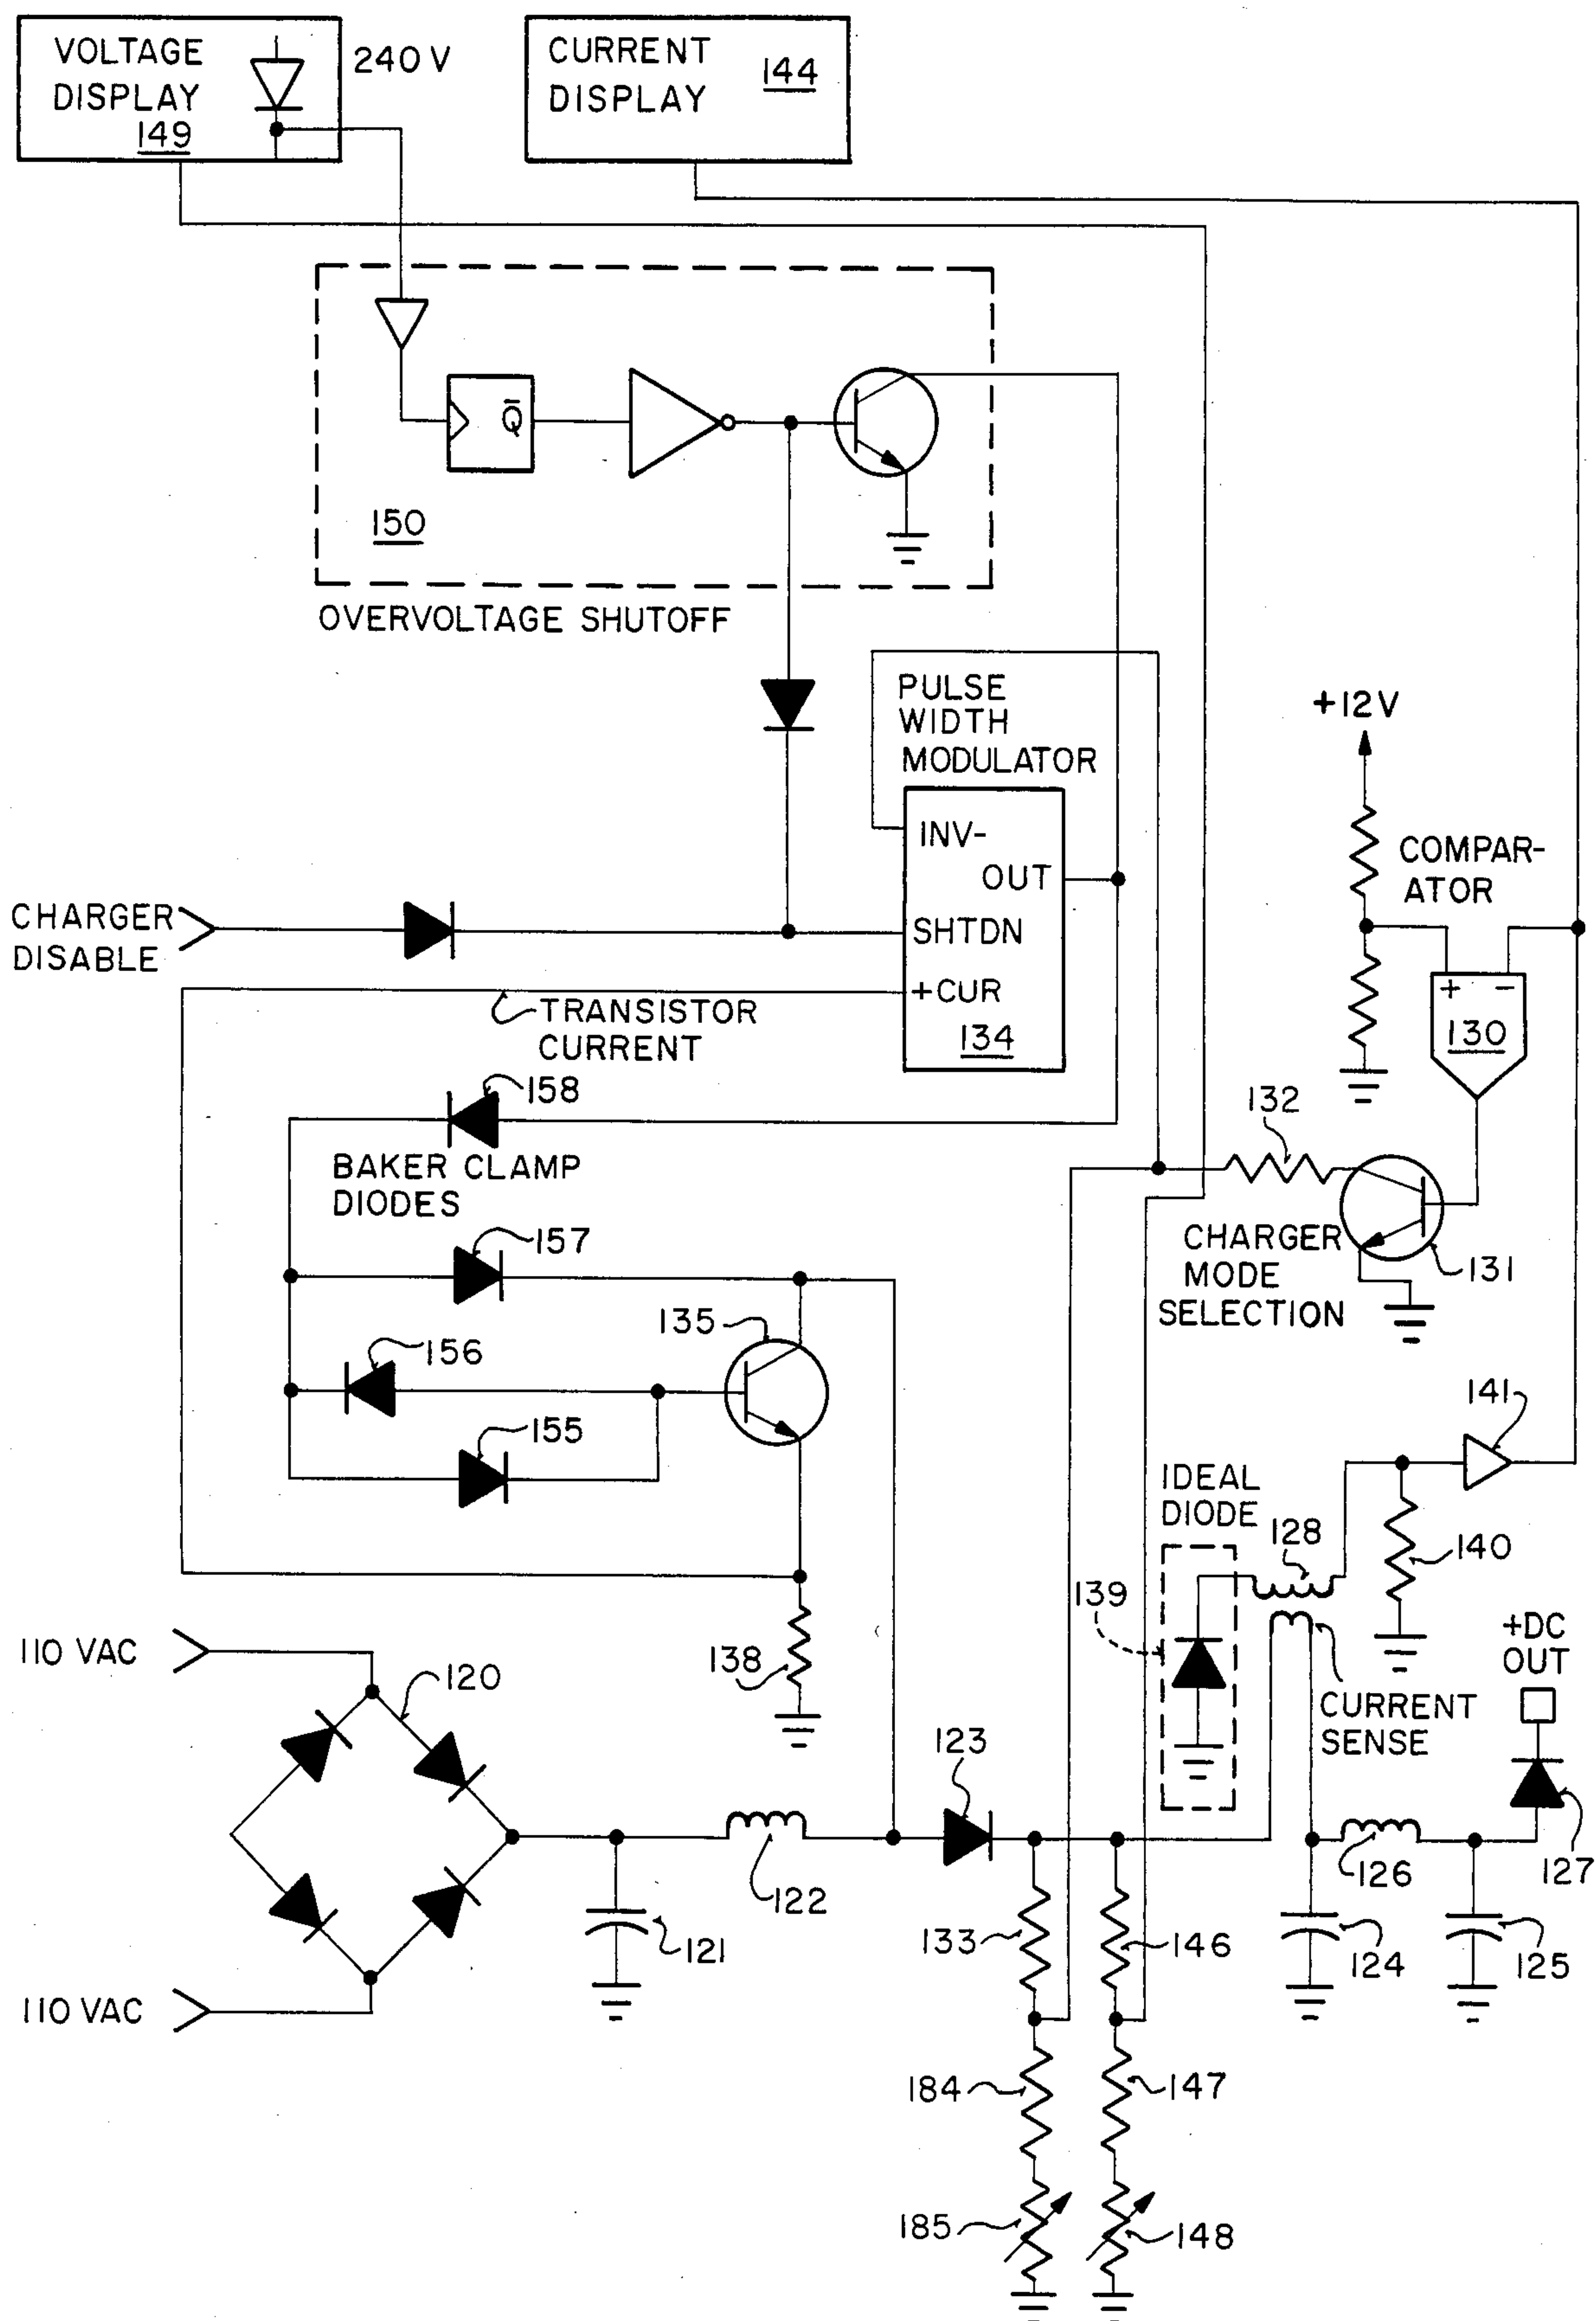 VOLTAGE
DISPLAY
149
240 V
CURRENT
DISPLAY
144
Q̄
150
OVERVOLTAGE SHUTOFF
PULSE
WIDTH
MODULATOR
INV-
OUT
SHTDN
+CUR
134
CHARGER
DISABLE
TRANSISTOR
CURRENT
+12V
COMPAR-
ATOR
+ -
130
158
BAKER CLAMP
DIODES
132
157
CHARGER
MODE
SELECTION
131
135
156
155
141
IDEAL
DIODE
128
140
139
138
110 VAC
120
CURRENT
SENSE
+DC
OUT
123
122
121
126
127
133
146
124
125
110 VAC
184
147
185
148